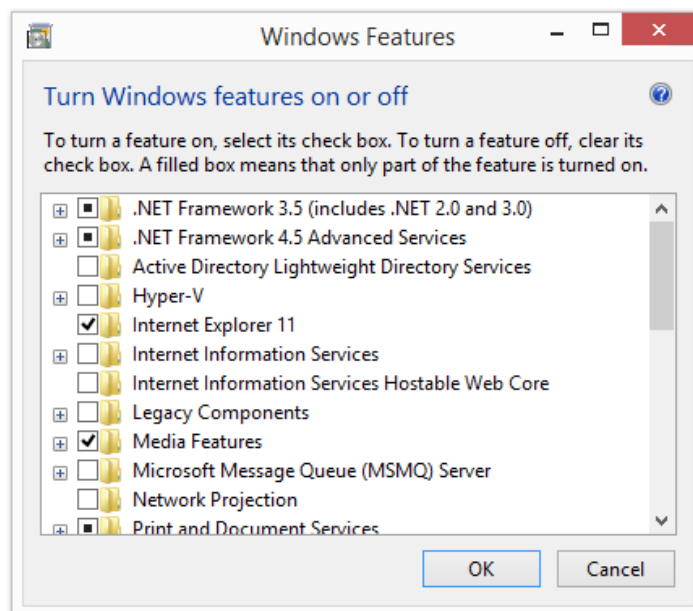 Windows Features
Turn Windows features on or off
To turn a feature on, select its check box. To turn a feature off, clear its
check box. A filled box means that only part of the feature is turned on.
.NET Framework 3.5 (includes .NET 2.0 and 3.0)
.NET Framework 4.5 Advanced Services
Active Directory Lightweight Directory Services
Hyper-V
Internet Explorer 11
Internet Information Services
Internet Information Services Hostable Web Core
Legacy Components
Media Features
Microsoft Message Queue (MSMQ) Server
Network Projection
Print and Document Services
OK Cancel